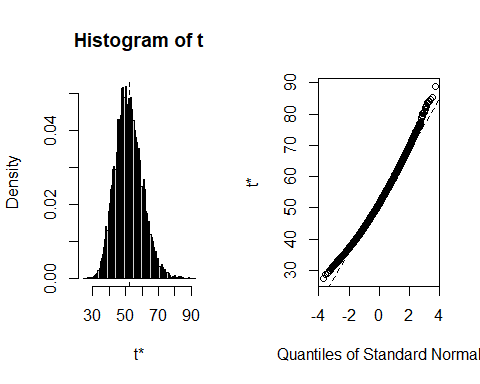 Histogram of t
Density
0.00 0.02 0.04
30 50 70 90
t*
t*
30 40 50 60 70 80 90
-4 -2 0 2 4
Quantiles of Standard Normal